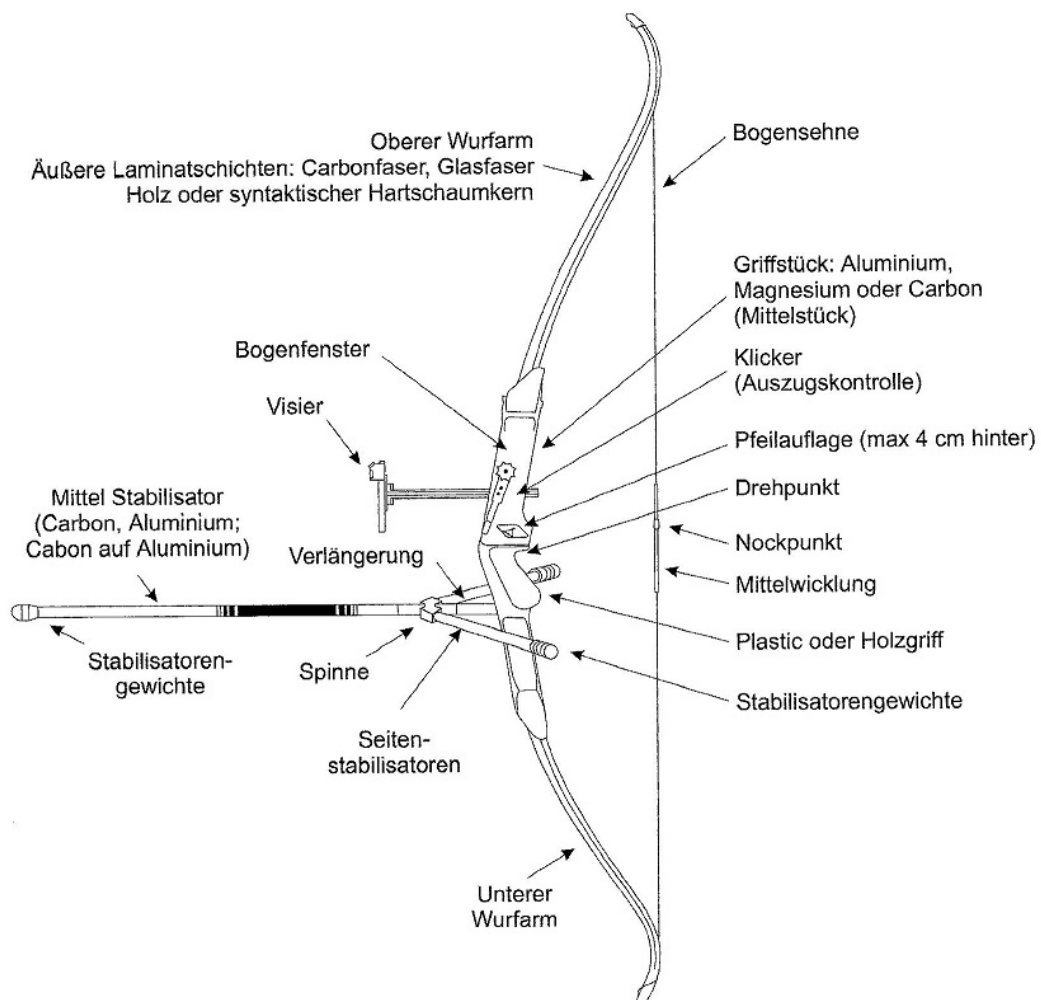 Oberer Wurfarm
Äußere Laminatschichten: Carbonfaser, Glasfaser
Holz oder syntaktischer Hartschaumkern
Bogensehne
Griffstück: Aluminium,
Magnesium oder Carbon
(Mittelstück)
Bogenfenster
Klicker
(Auszugskontrolle)
Visier
Pfeilauflage (max 4 cm hinter)
Mittel Stabilisator
(Carbon, Aluminium;
Cabon auf Aluminium)
Drehpunkt
Verlängerung
Nockpunkt
Mittelwicklung
Stabilisatoren-
gewichte
Spinne
Plastic oder Holzgriff
Stabilisatorengewichte
Seiten-
stabilisatoren
Unterer
Wurfarm